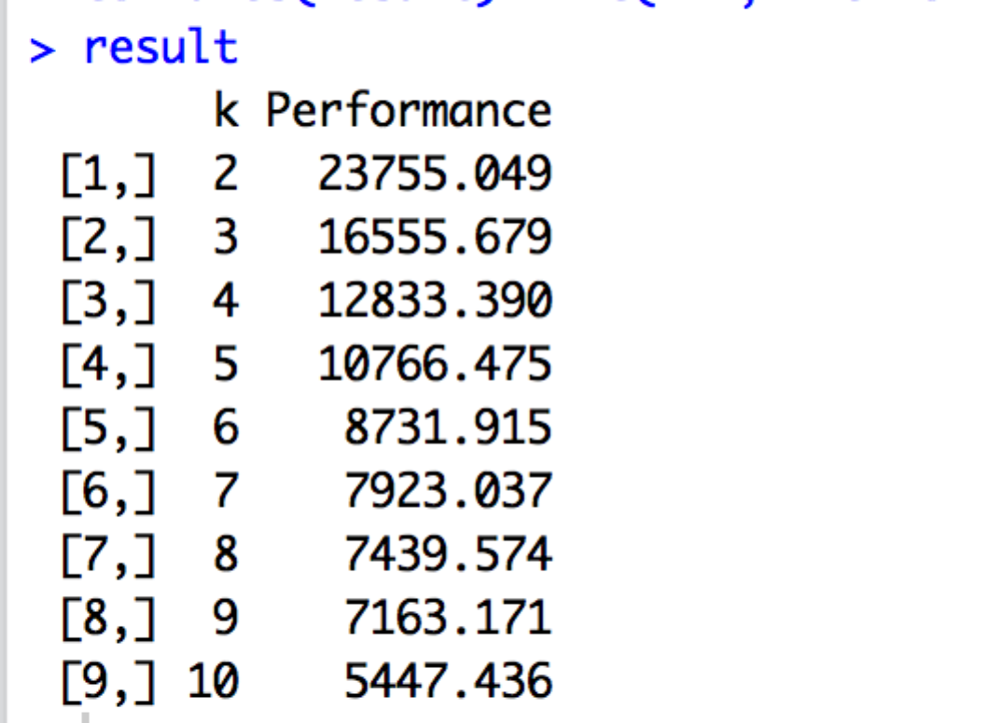 > result
k Performance
[1,] 2 23755.049
[2,] 3 16555.679
[3,] 4 12833.390
[4,] 5 10766.475
[5,] 6 8731.915
[6,] 7 7923.037
[7,] 8 7439.574
[8,] 9 7163.171
[9,] 10 5447.436